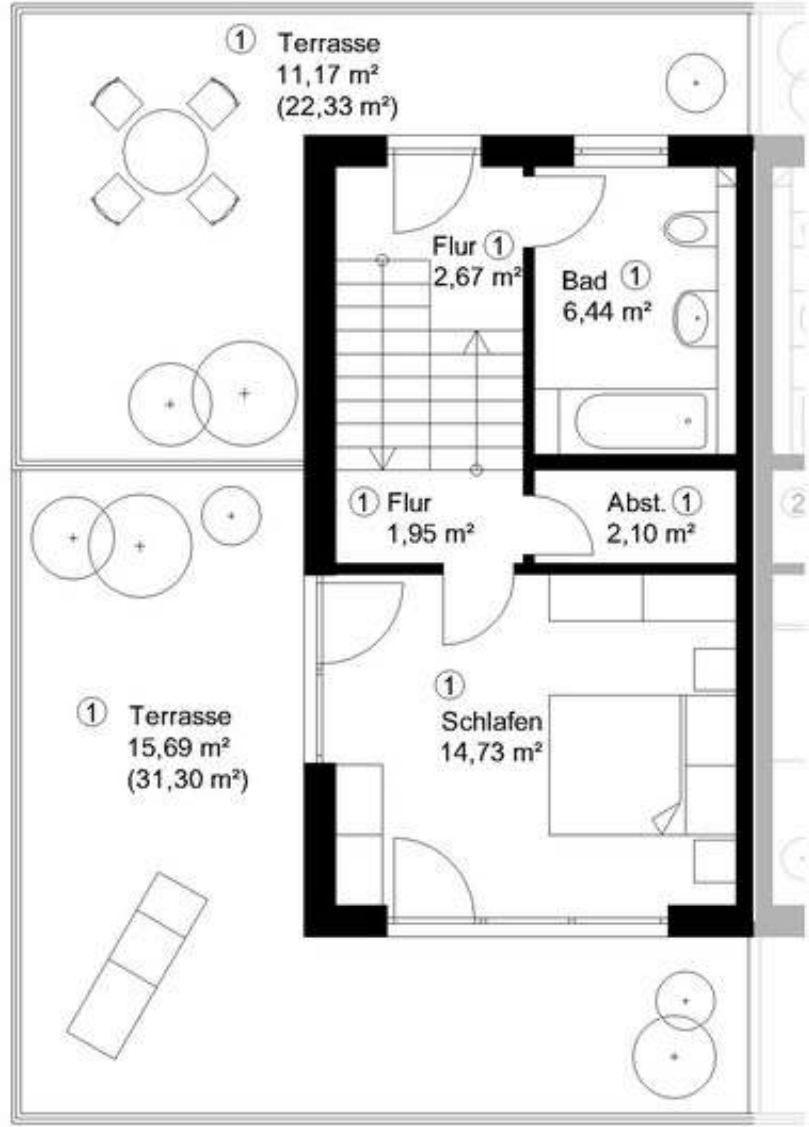 ① Terrasse
11,17 m²
(22,33 m²)
Flur ①
2,67 m²
Bad ①
6,44 m²
① Flur
1,95 m²
Abst. ①
2,10 m²
②
①
Schlafen
14,73 m²
① Terrasse
15,69 m²
(31,30 m²)